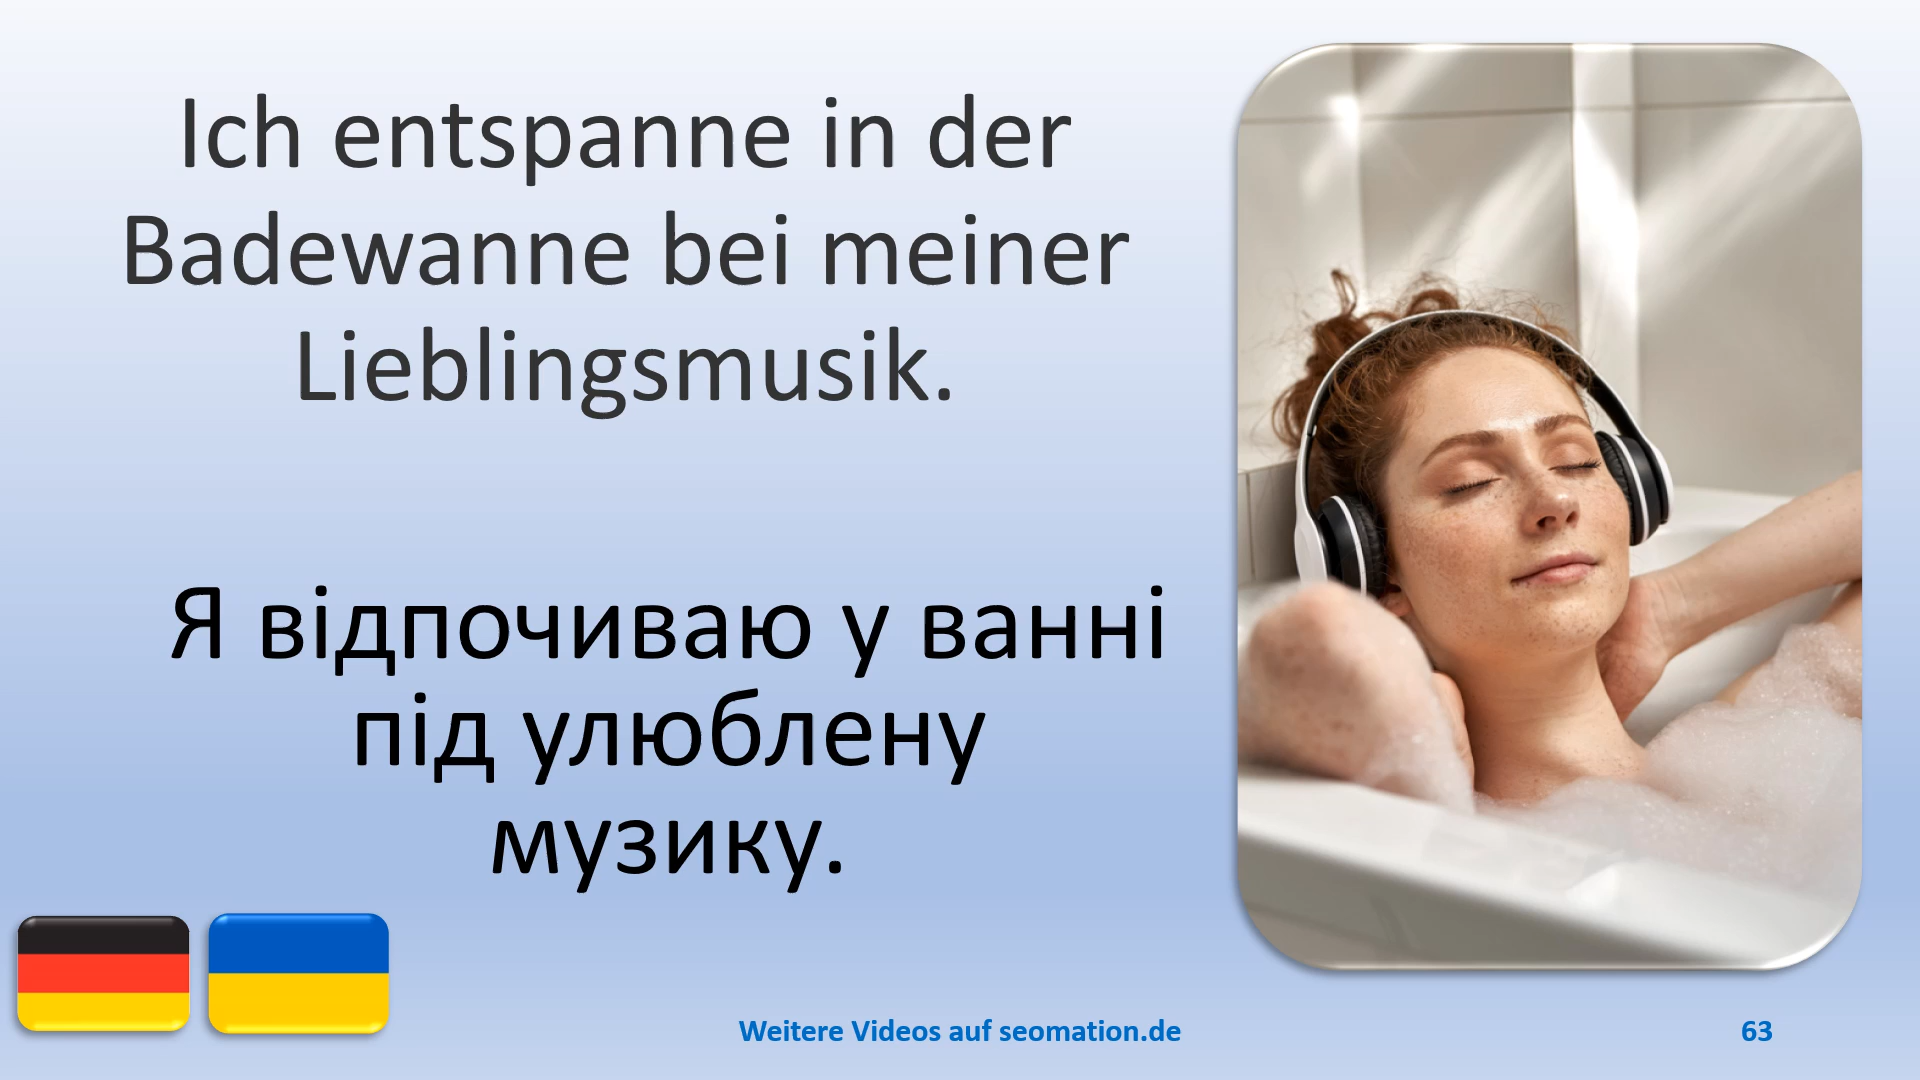 Ich entspanne in der
Badewanne bei meiner
Lieblingsmusik.
Я відпочиваю у ванні
під улюблену
музику.
Weitere Videos auf seomation.de
63